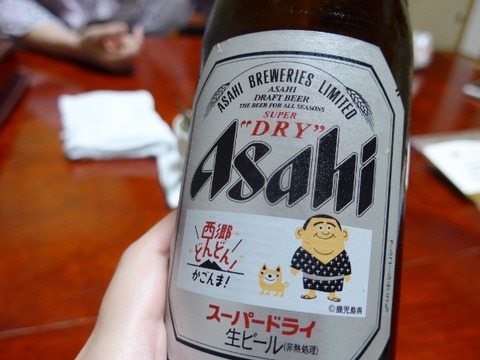 ASAHI BREWERIES LIMITED
ASAHI
DRAFT BEER
THE BEER FOR ALL SEASONS
SUPER
"DRY"
Asahi
西郷
どんどん!
かごんま!
©鹿児島県
スーパードライ
生ビール(非熱処理)